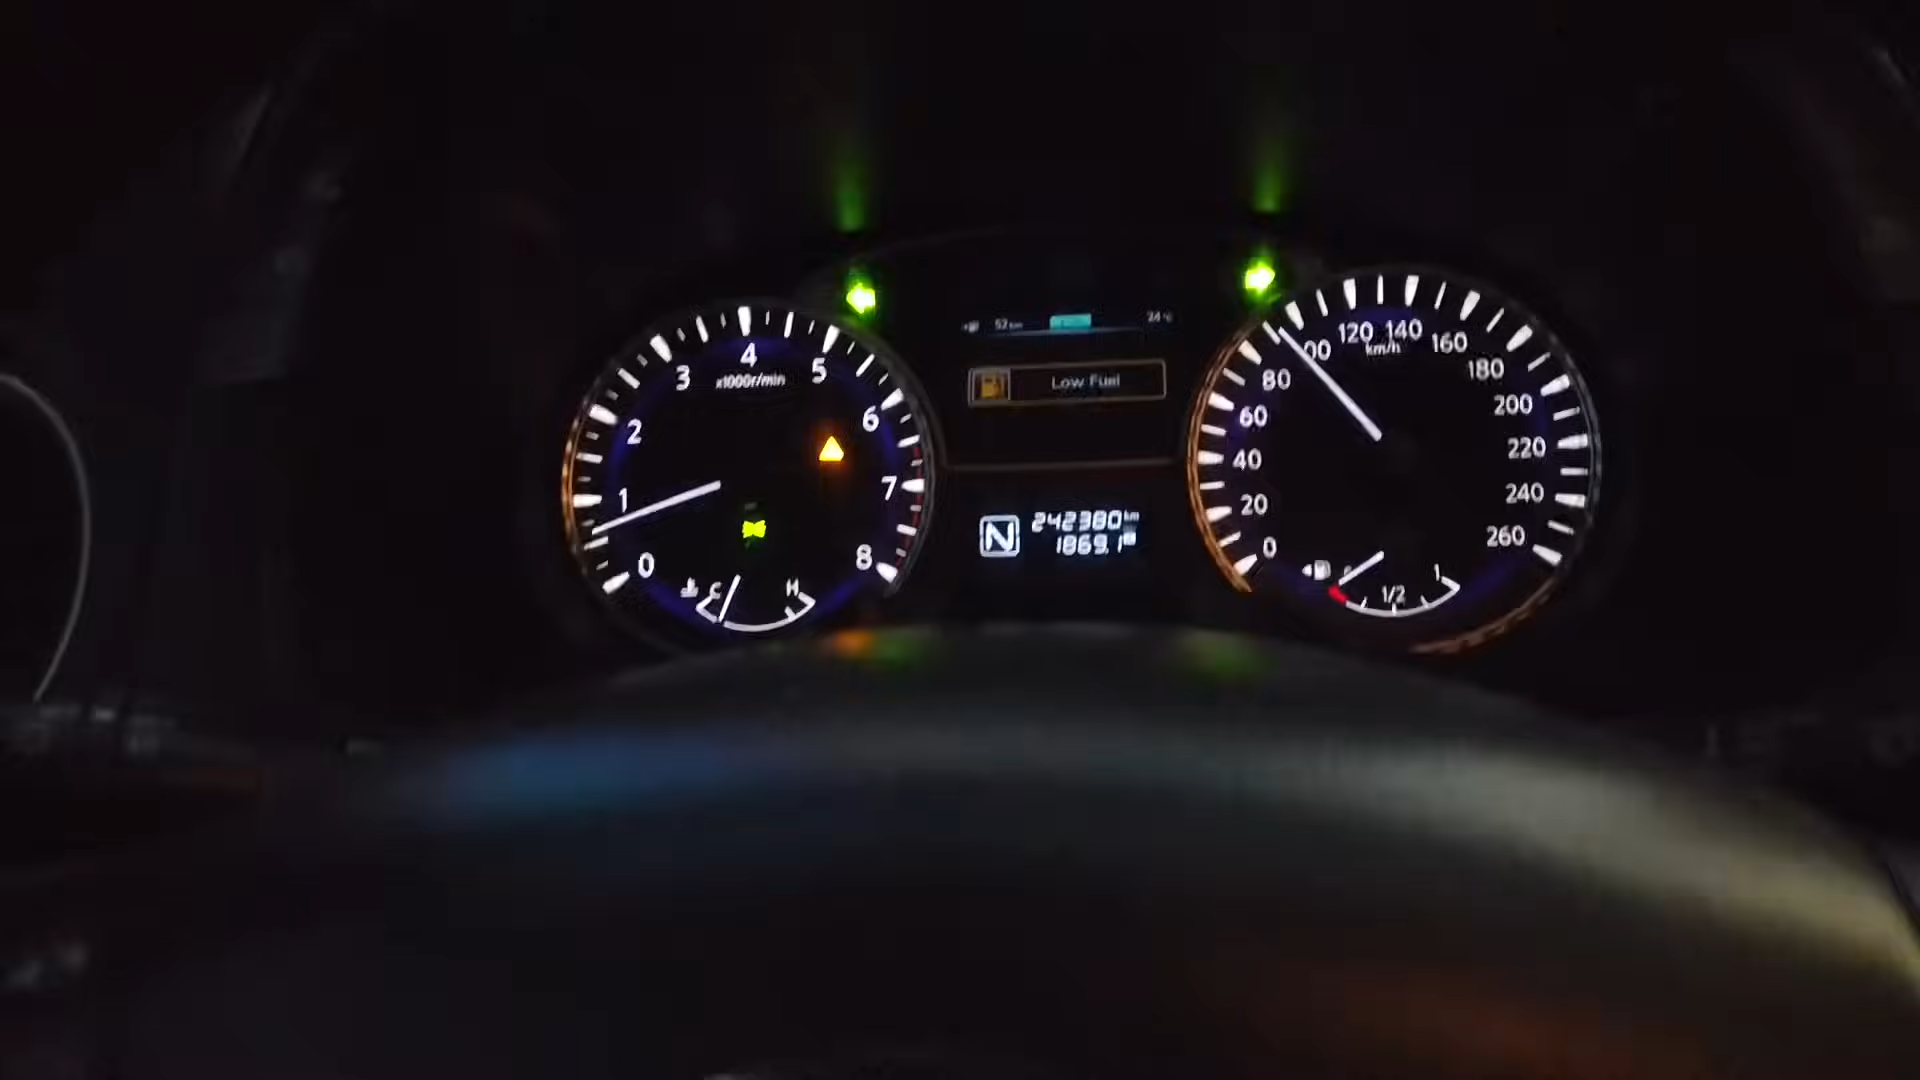 52 km
24 °C
Low Fuel
0 1 2 3 4 5 6 7 8
x1000r/min
C H
N 242380 km
1869.1
0 20 40 60 80 00 120 140 160 180 200 220 240 260
km/h
1/2 1